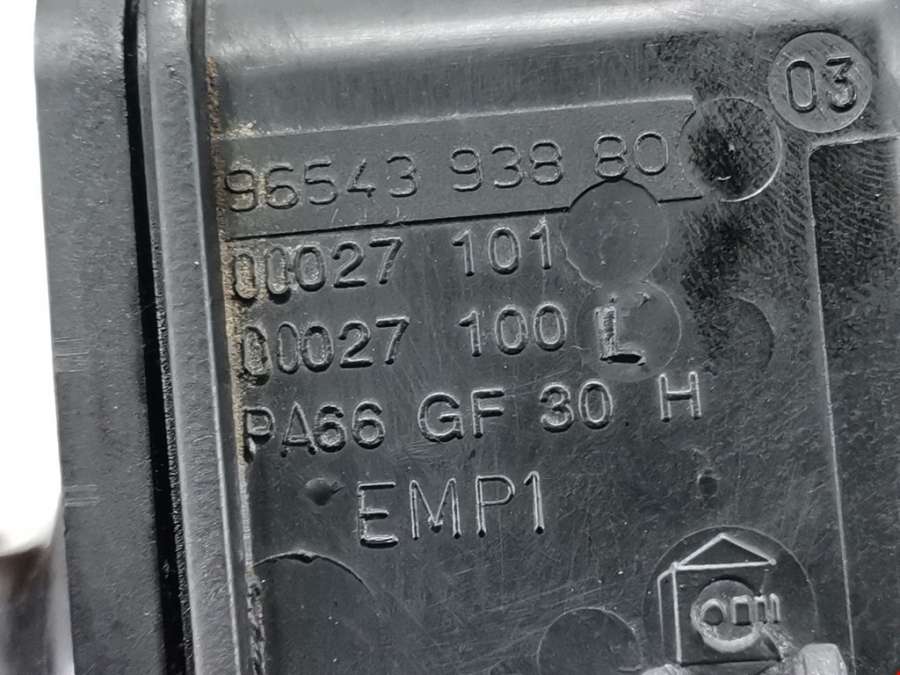 03
96543 938 80
00027 101
00027 100 L
PA66 GF 30 H
EMP1